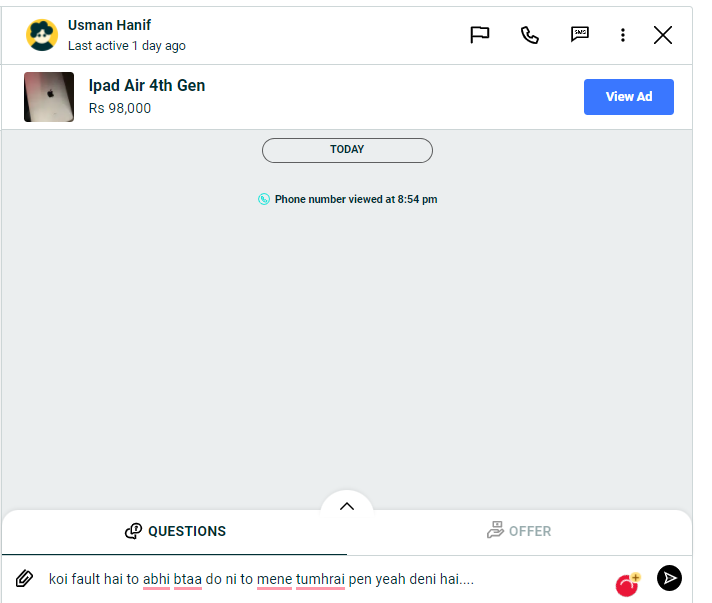 Usman Hanif
Last active 1 day ago
SMS
Ipad Air 4th Gen
Rs 98,000
View Ad
TODAY
Phone number viewed at 8:54 pm
QUESTIONS
OFFER
koi fault hai to abhi btaa do ni to mene tumhrai pen yeah deni hai....